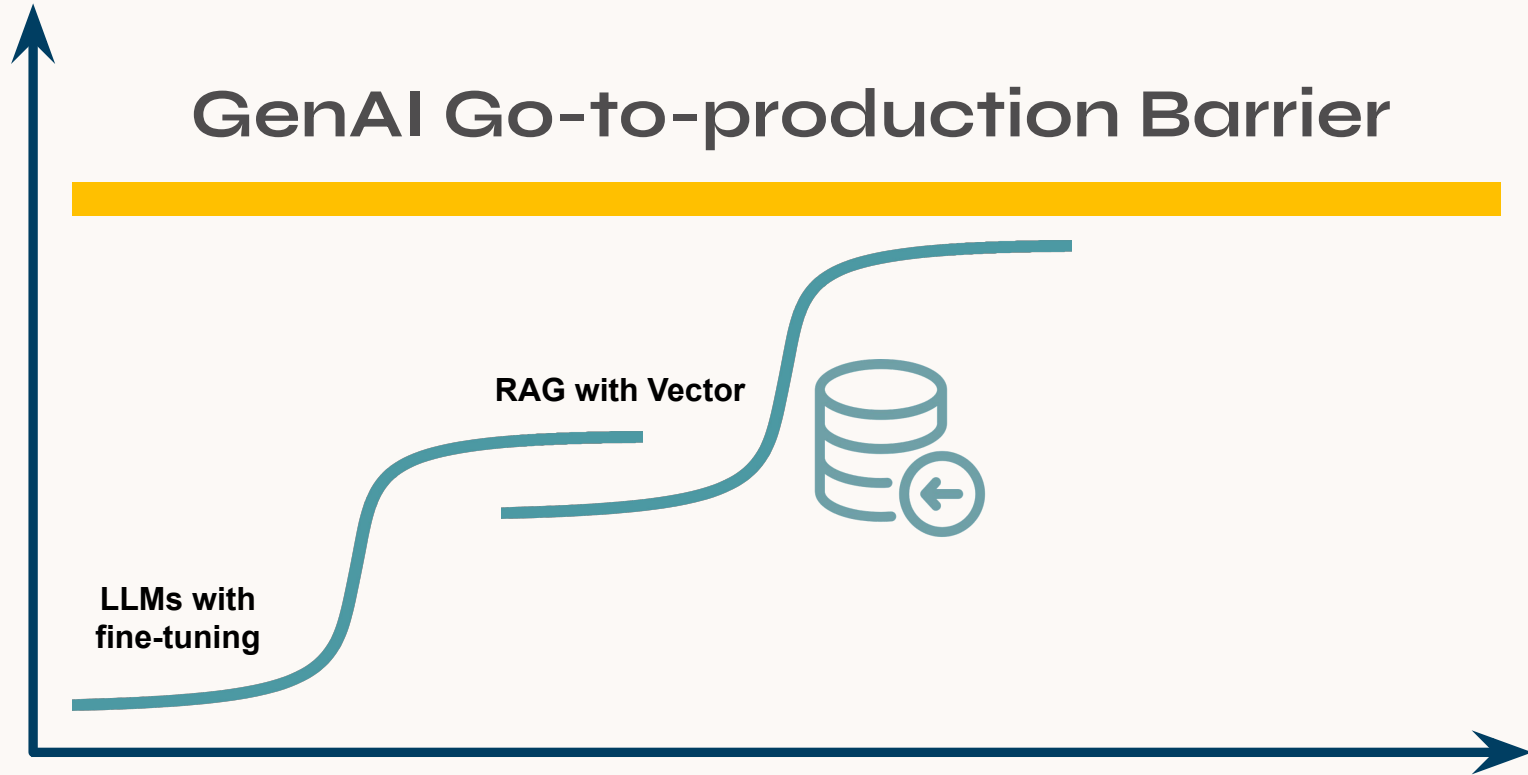 GenAI Go-to-production Barrier
RAG with Vector
LLMs with
fine-tuning